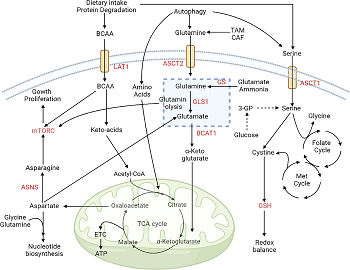 Dietary intake
Protein Degradation
Autophagy
BCAA
Glutamine
TAM
CAF
Serine
LAT1
ASCT2
ASCT1
Growth
Proliferation
BCAA
Amino
Acids
Glutamine
GS
Glutamate
Ammonia
Glutamin
olysis
GLS1
3-GP
Serine
Glycine
mTORC
Keto-acids
Glutamate
BCAT1
Glucose
Folate
Cycle
α-Keto
glutarate
Cystine
Asparagine
Acetyl-CoA
Met
Cycle
ASNS
Aspartate
Oxaloacetate
Citrate
GSH
Glycine
Glutamine
TCA cycle
ETC
Malate
α-Ketoglutarate
Nucleotide
biosynthesis
ATP
Redox
balance